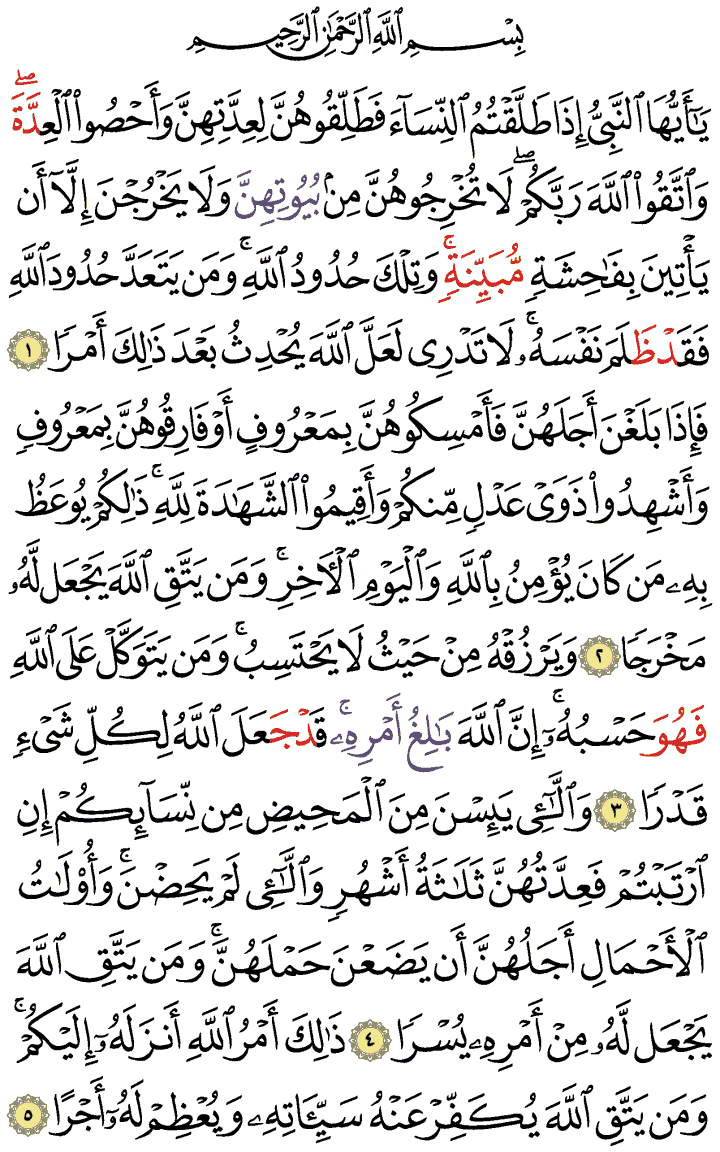 بِسْمِ ٱللَّهِ ٱلرَّحْمَٰنِ ٱلرَّحِيمِ
يَٰٓأَيُّهَا ٱلنَّبِيُّ إِذَا طَلَّقْتُمُ ٱلنِّسَآءَ فَطَلِّقُوهُنَّ لِعِدَّتِهِنَّ وَأَحْصُوا۟ ٱلْعِدَّةَ ۖ
وَٱتَّقُوا۟ ٱللَّهَ رَبَّكُمْ ۖ لَا تُخْرِجُوهُنَّ مِنۢ بُيُوتِهِنَّ وَلَا يَخْرُجْنَ إِلَّآ أَن
يَأْتِينَ بِفَٰحِشَةٍ مُّبَيِّنَةٍ ۚ وَتِلْكَ حُدُودُ ٱللَّهِ ۚ وَمَن يَتَعَدَّ حُدُودَ ٱللَّهِ
فَقَدْ ظَلَمَ نَفْسَهُۥ ۚ لَا تَدْرِى لَعَلَّ ٱللَّهَ يُحْدِثُ بَعْدَ ذَٰلِكَ أَمْرًا ١
فَإِذَا بَلَغْنَ أَجَلَهُنَّ فَأَمْسِكُوهُنَّ بِمَعْرُوفٍ أَوْ فَارِقُوهُنَّ بِمَعْرُوفٍ
وَأَشْهِدُوا۟ ذَوَىْ عَدْلٍ مِّنكُمْ وَأَقِيمُوا۟ ٱلشَّهَٰدَةَ لِلَّهِ ۚ ذَٰلِكُمْ يُوعَظُ
بِهِۦ مَن كَانَ يُؤْمِنُ بِٱللَّهِ وَٱلْيَوْمِ ٱلْءَاخِرِ ۚ وَمَن يَتَّقِ ٱللَّهَ يَجْعَل لَّهُۥ
مَخْرَجًا ٢ وَيَرْزُقْهُ مِنْ حَيْثُ لَا يَحْتَسِبُ ۚ وَمَن يَتَوَكَّلْ عَلَى ٱللَّهِ
فَهُوَ حَسْبُهُۥٓ ۚ إِنَّ ٱللَّهَ بَٰلِغُ أَمْرِهِۦ ۚ قَدْ جَعَلَ ٱللَّهُ لِكُلِّ شَىْءٍ
قَدْرًا ٣ وَٱلَّٰٓـِٔى يَئِسْنَ مِنَ ٱلْمَحِيضِ مِن نِّسَآئِكُمْ إِنِ
ٱرْتَبْتُمْ فَعِدَّتُهُنَّ ثَلَٰثَةُ أَشْهُرٍ وَٱلَّٰٓـِٔى لَمْ يَحِضْنَ ۚ وَأُو۟لَٰتُ
ٱلْأَحْمَالِ أَجَلُهُنَّ أَن يَضَعْنَ حَمْلَهُنَّ ۚ وَمَن يَتَّقِ ٱللَّهَ
يَجْعَل لَّهُۥ مِنْ أَمْرِهِۦ يُسْرًا ٤ ذَٰلِكَ أَمْرُ ٱللَّهِ أَنزَلَهُۥٓ إِلَيْكُمْ ۚ
وَمَن يَتَّقِ ٱللَّهَ يُكَفِّرْ عَنْهُ سَيِّـَٔاتِهِۦ وَيُعْظِمْ لَهُۥٓ أَجْرًا ٥